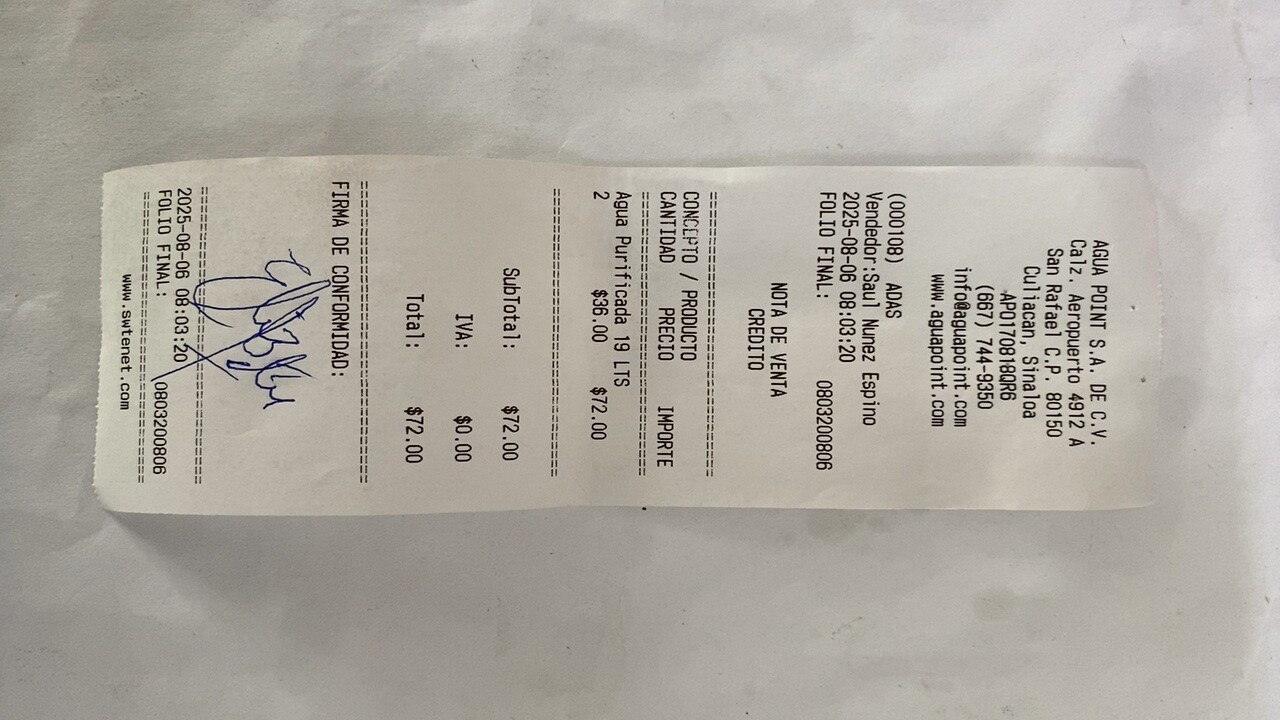 AGUA POINT S.A. DE C.V.
Calz. Aeropuerto 4912 A
San Rafael C.P. 80150
Culiacan, Sinaloa
APO170818QR6
(667) 744-9350
info@aguapoint.com
www.aguapoint.com
(000108) ADAS
Vendedor:Saul Nunez Espino
2025-08-06 08:03:20
FOLIO FINAL: 0803200806
NOTA DE VENTA
CREDITO
===================================
CONCEPTO / PRODUCTO
CANTIDAD PRECIO IMPORTE
===================================
Agua Purificada 19 LTS
2 $36.00 $72.00
===================================
SubTotal: $72.00
IVA: $0.00
Total: $72.00
===================================
FIRMA DE CONFORMIDAD:
===================================
2025-08-06 08:03:20
FOLIO FINAL: 0803200806
===================================
www.swtenet.com